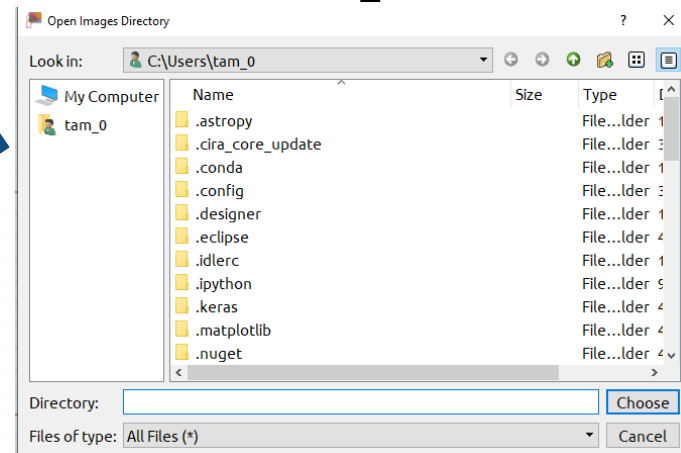 Open Images Directory ? ×
Look in: C:\Users\tam_0
My Computer
tam_0
Name Size Type
.astropy File...lder
.cira_core_update File...lder
.conda File...lder
.config File...lder
.designer File...lder
.eclipse File...lder
.idlerc File...lder
.ipython File...lder
.keras File...lder
.matplotlib File...lder
.nuget File...lder
Directory: Choose
Files of type: All Files (*) Cancel